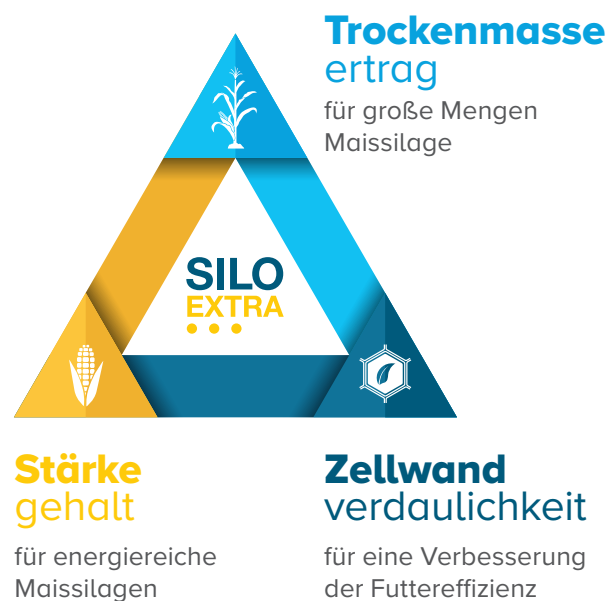 Trockenmasse
ertrag
für große Mengen
Maissilage
SILO
EXTRA
Stärke
gehalt
für energiereiche
Maissilagen
Zellwand
verdaulichkeit
für eine Verbesserung
der Futtereffizienz